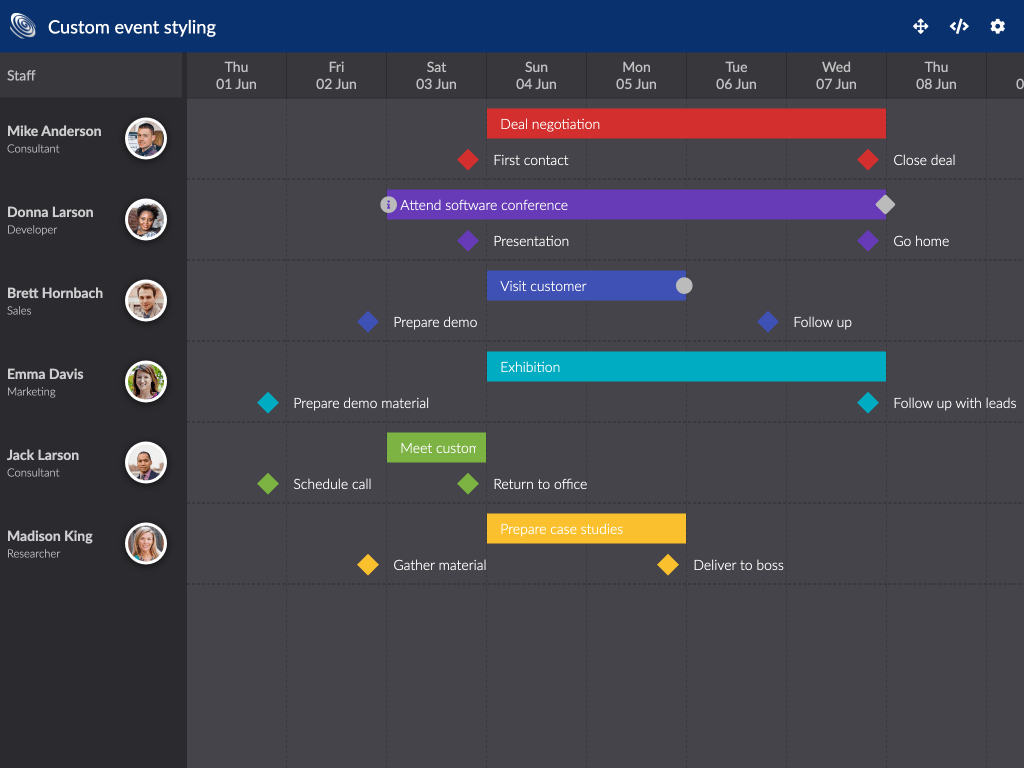 Custom event styling
Staff
Thu
01 Jun
Fri
02 Jun
Sat
03 Jun
Sun
04 Jun
Mon
05 Jun
Tue
06 Jun
Wed
07 Jun
Thu
08 Jun
0
Mike Anderson
Consultant
Deal negotiation
First contact
Close deal
Donna Larson
Developer
i
Attend software conference
Presentation
Go home
Brett Hornbach
Sales
Visit customer
Prepare demo
Follow up
Emma Davis
Marketing
Exhibition
Prepare demo material
Follow up with leads
Jack Larson
Consultant
Meet custom
Schedule call
Return to office
Madison King
Researcher
Prepare case studies
Gather material
Deliver to boss